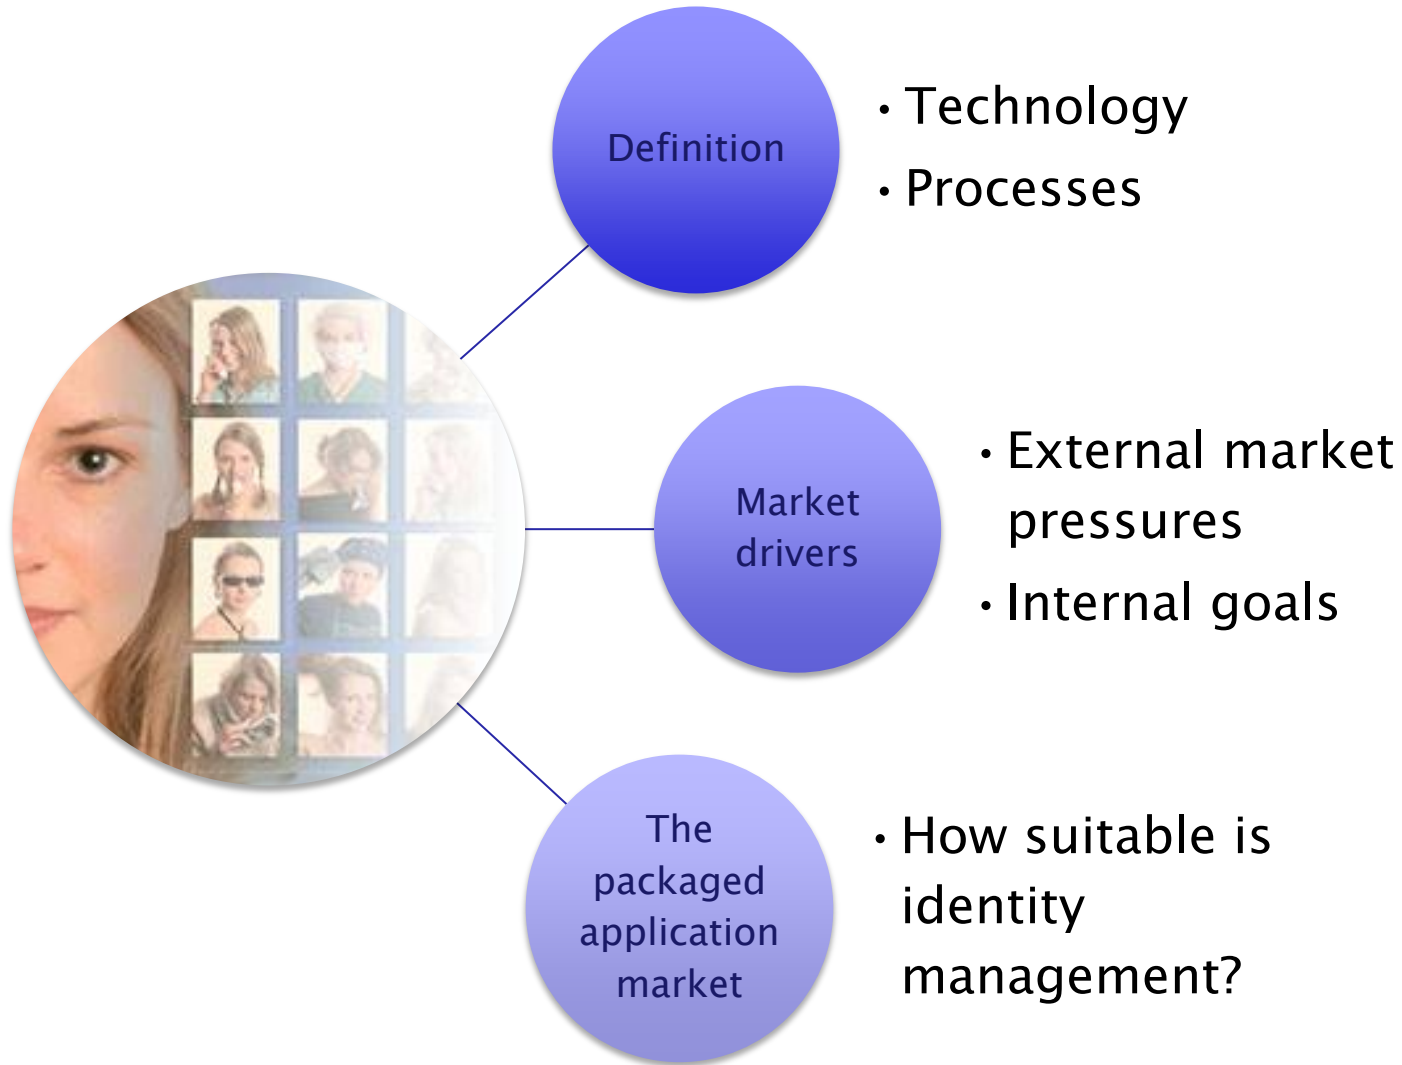 Definition
• Technology
• Processes
Market
drivers
• External market
pressures
• Internal goals
The
packaged
application
market
• How suitable is
identity
management?